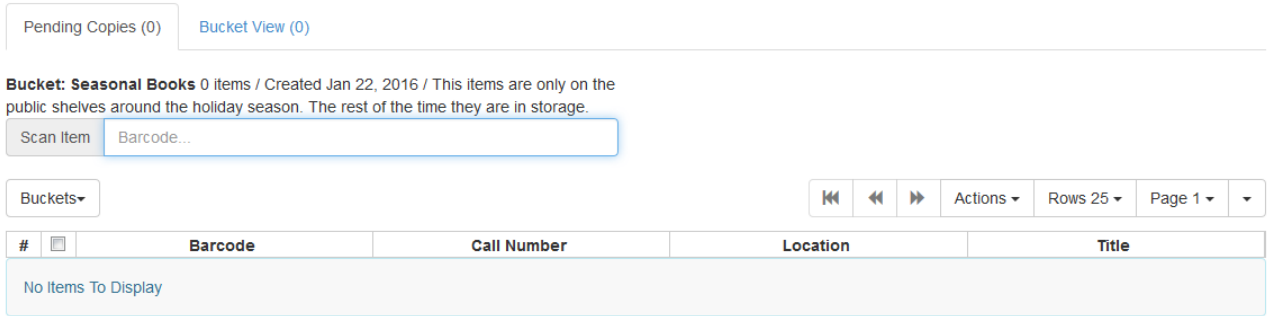 Pending Copies (0) Bucket View (0)
Bucket: Seasonal Books 0 items / Created Jan 22, 2016 / This items are only on the
public shelves around the holiday season. The rest of the time they are in storage.
Scan Item Barcode...
Buckets Actions Rows 25 Page 1
# Barcode Call Number Location Title
No Items To Display